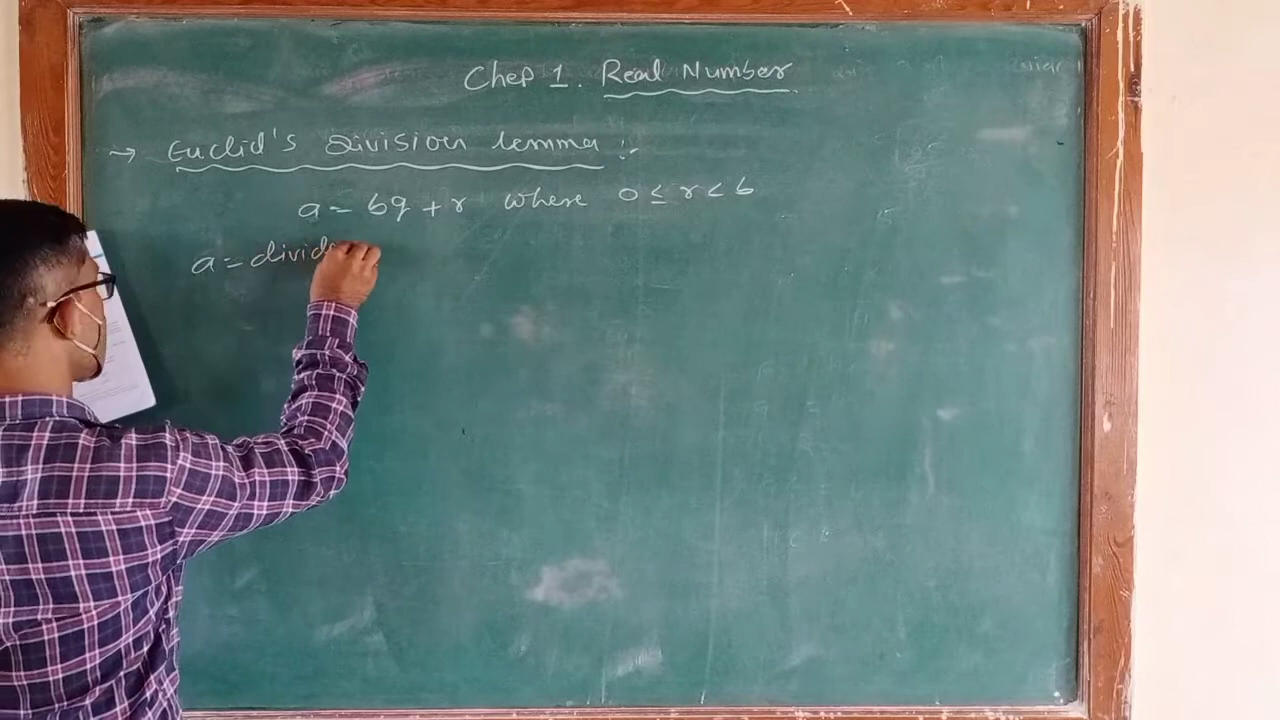 Chep 1. Real Number
→ Euclid's Division lemma :-
a = bq + r where 0 ≤ r < b
a = divide